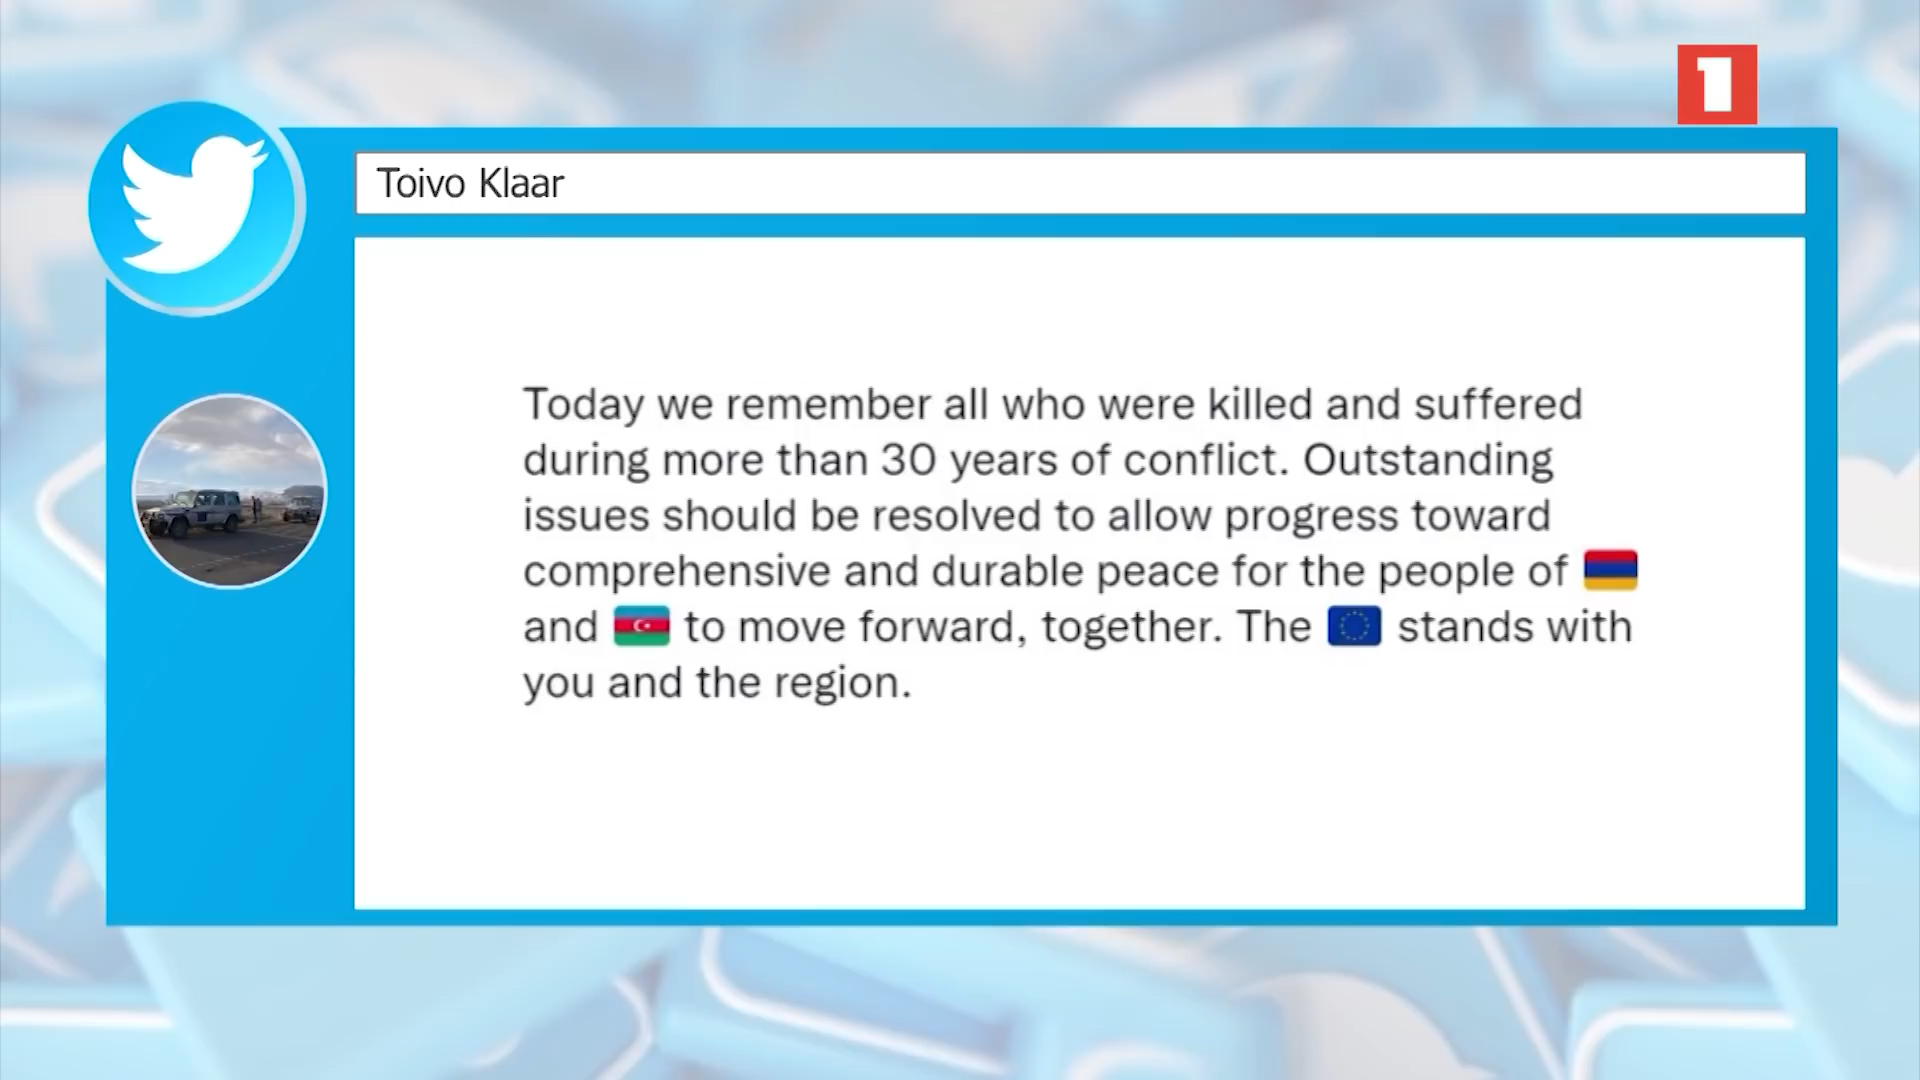 1
Toivo Klaar
Today we remember all who were killed and suffered
during more than 30 years of conflict. Outstanding
issues should be resolved to allow progress toward
comprehensive and durable peace for the people of 🇦🇲
and 🇦🇿 to move forward, together. The 🇪🇺 stands with
you and the region.